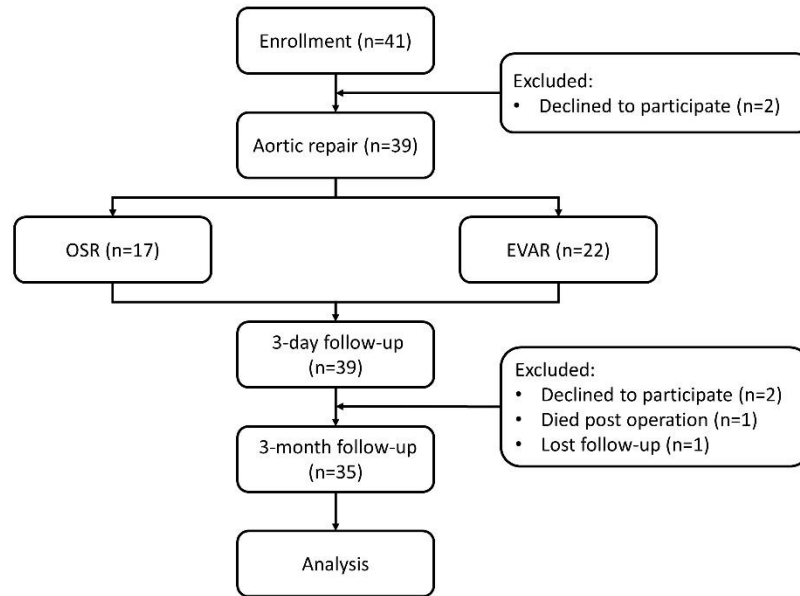 Enrollment (n=41)
Excluded:
• Declined to participate (n=2)
Aortic repair (n=39)
OSR (n=17)
EVAR (n=22)
3-day follow-up
(n=39)
Excluded:
• Declined to participate (n=2)
• Died post operation (n=1)
• Lost follow-up (n=1)
3-month follow-up
(n=35)
Analysis